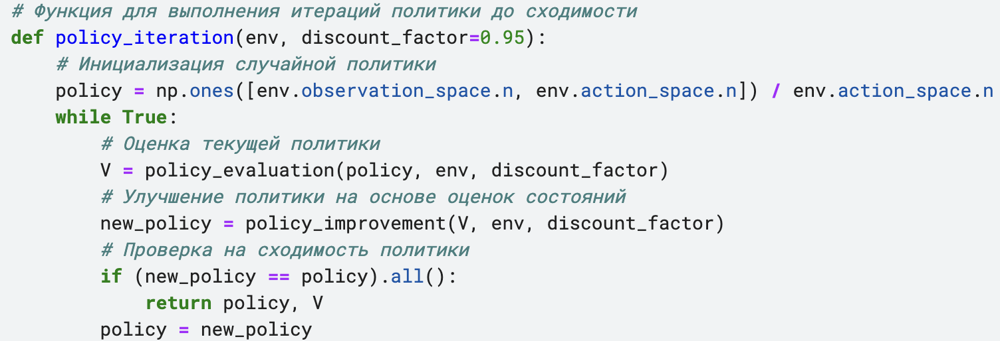 # Функция для выполнения итераций политики до сходимости
def policy_iteration(env, discount_factor=0.95):
    # Инициализация случайной политики
    policy = np.ones([env.observation_space.n, env.action_space.n]) / env.action_space.n
    while True:
        # Оценка текущей политики
        V = policy_evaluation(policy, env, discount_factor)
        # Улучшение политики на основе оценок состояний
        new_policy = policy_improvement(V, env, discount_factor)
        # Проверка на сходимость политики
        if (new_policy == policy).all():
            return policy, V
        policy = new_policy